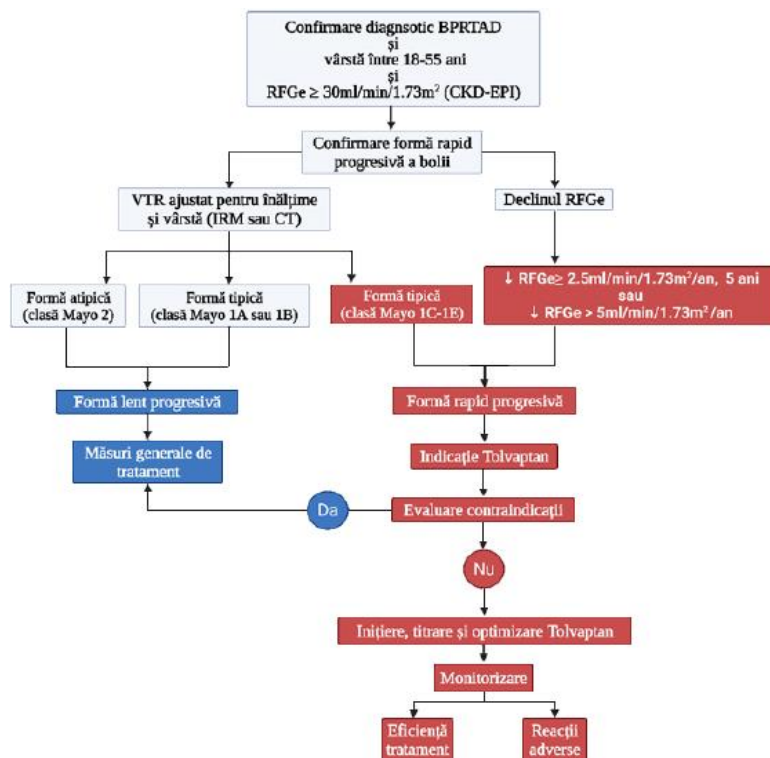 Confirmare diagnsotic BPRTAD
și
vârstă între 18-55 ani
și
RFGe ≥ 30ml/min/1.73m² (CKD-EPI)
Confirmare formă rapid
progresivă a bolii
VTR ajustat pentru înălțime
și vârstă (IRM sau CT)
Declinul RFGe
Formă atipică
(clasă Mayo 2)
Formă tipică
(clasă Mayo 1A sau 1B)
Formă tipică
(clasă Mayo 1C-1E)
↓ RFGe≥ 2.5ml/min/1.73m²/an, 5 ani
sau
↓ RFGe > 5ml/min/1.73m²/an
Formă lent progresivă
Formă rapid progresivă
Măsuri generale de
tratament
Indicație Tolvaptan
Da
Evaluare contraindicații
Nu
Inițiere, titrare și optimizare Tolvaptan
Monitorizare
Eficiență
tratament
Reacții
adverse